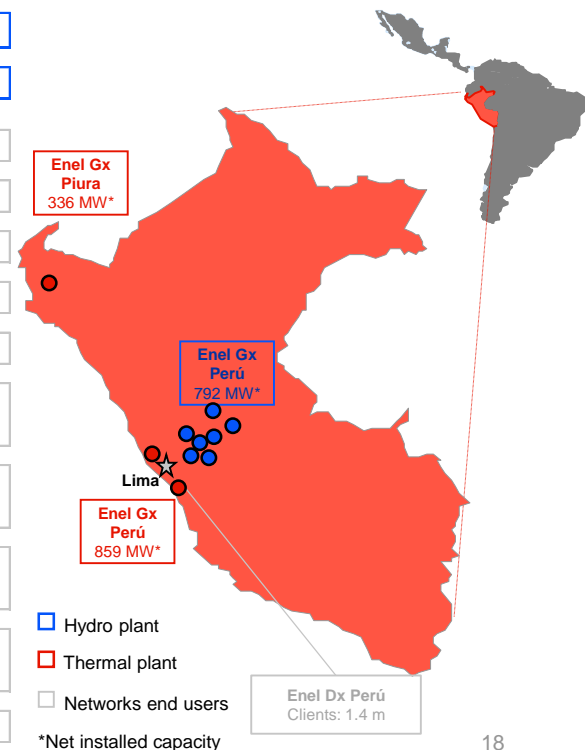 Enel Gx
Piura
336 MW*
Enel Gx
Perú
792 MW*
Lima
Enel Gx
Perú
859 MW*
Hydro plant
Thermal plant
Networks end users
*Net installed capacity
Enel Dx Perú
Clients: 1.4 m
18